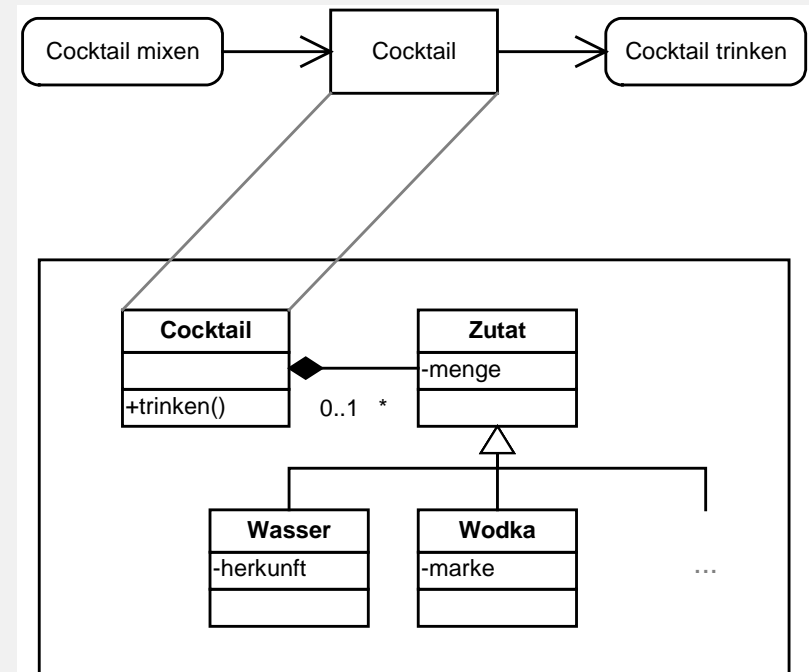 Cocktail mixen
Cocktail
Cocktail trinken
Cocktail
+trinken()
0..1 *
Zutat
-menge
Wasser
-herkunft
Wodka
-marke
...